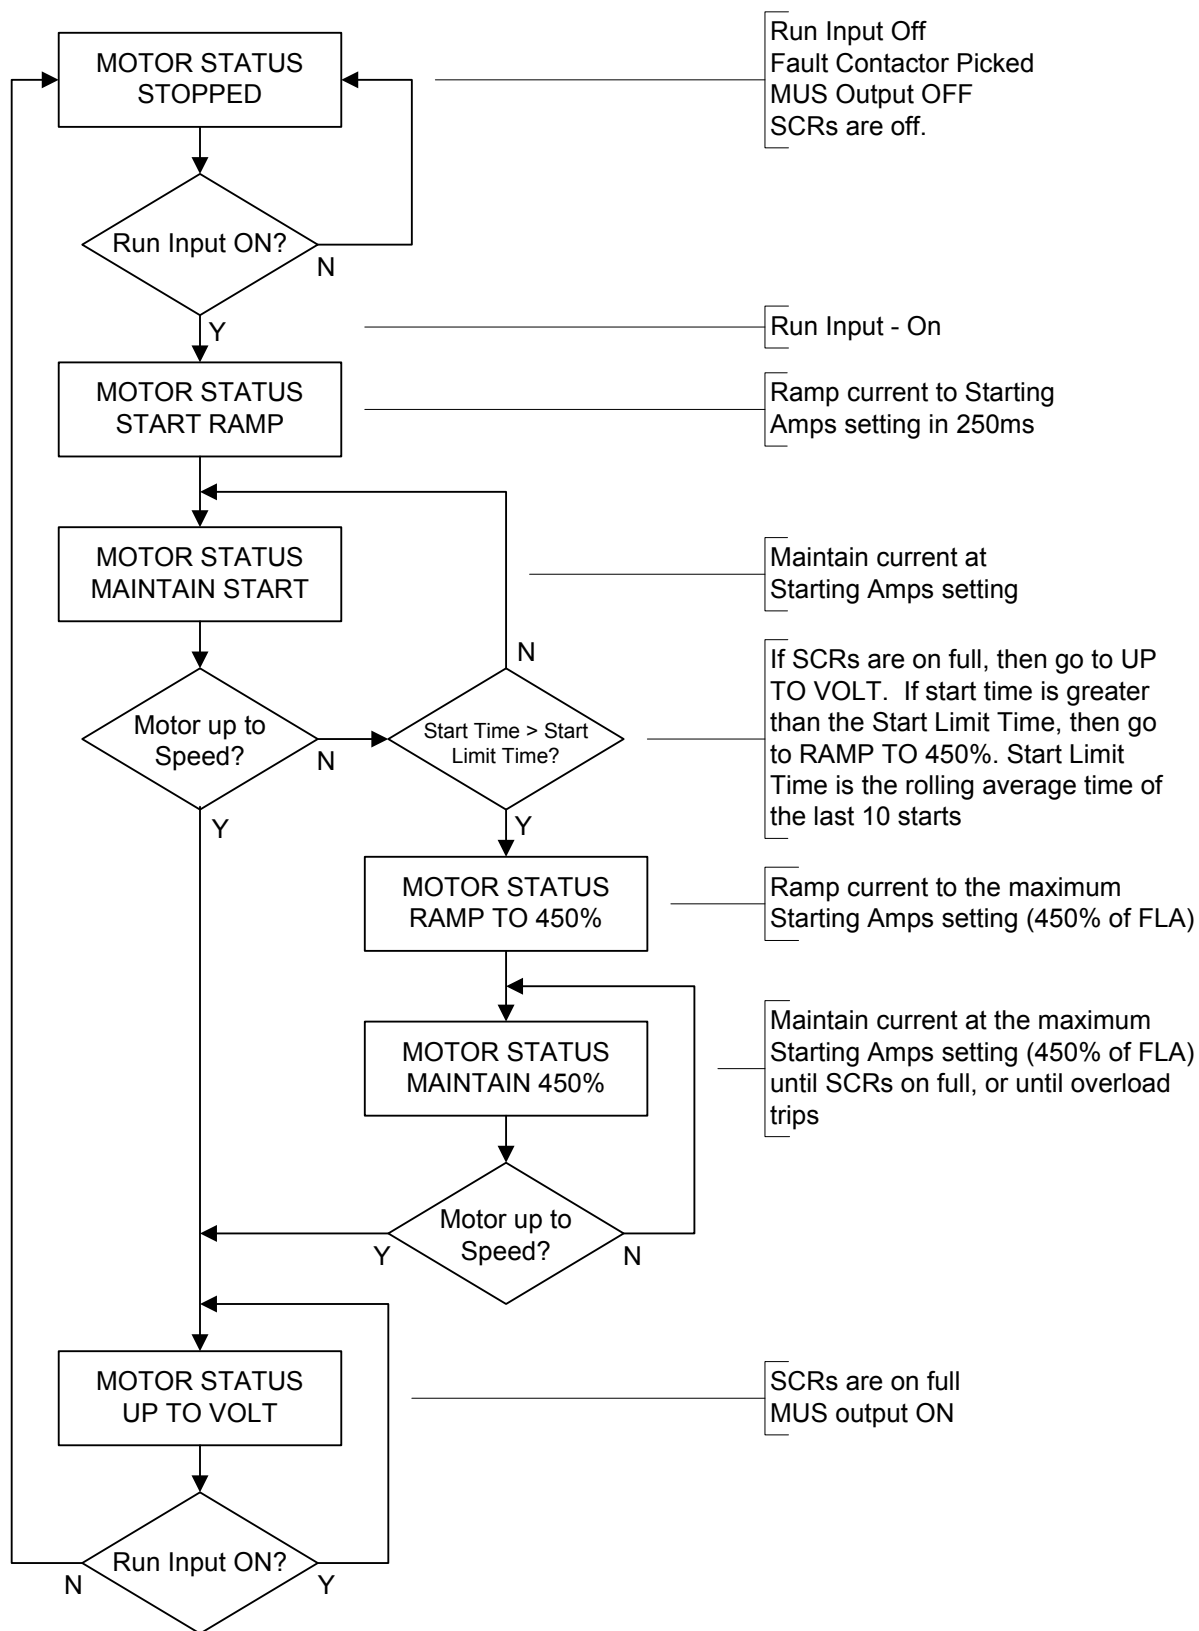 MOTOR STATUS
STOPPED
Run Input Off
Fault Contactor Picked
MUS Output OFF
SCRs are off.
Run Input ON?
N
Y
Run Input - On
MOTOR STATUS
START RAMP
Ramp current to Starting
Amps setting in 250ms
MOTOR STATUS
MAINTAIN START
Maintain current at
Starting Amps setting
Motor up to
Speed?
N
Y
Start Time > Start
Limit Time?
N
Y
If SCRs are on full, then go to UP
TO VOLT.  If start time is greater
than the Start Limit Time, then go
to RAMP TO 450%. Start Limit
Time is the rolling average time of
the last 10 starts
MOTOR STATUS
RAMP TO 450%
Ramp current to the maximum
Starting Amps setting (450% of FLA)
MOTOR STATUS
MAINTAIN 450%
Maintain current at the maximum
Starting Amps setting (450% of FLA)
until SCRs on full, or until overload
trips
Motor up to
Speed?
Y
N
MOTOR STATUS
UP TO VOLT
SCRs are on full
MUS output ON
Run Input ON?
N
Y